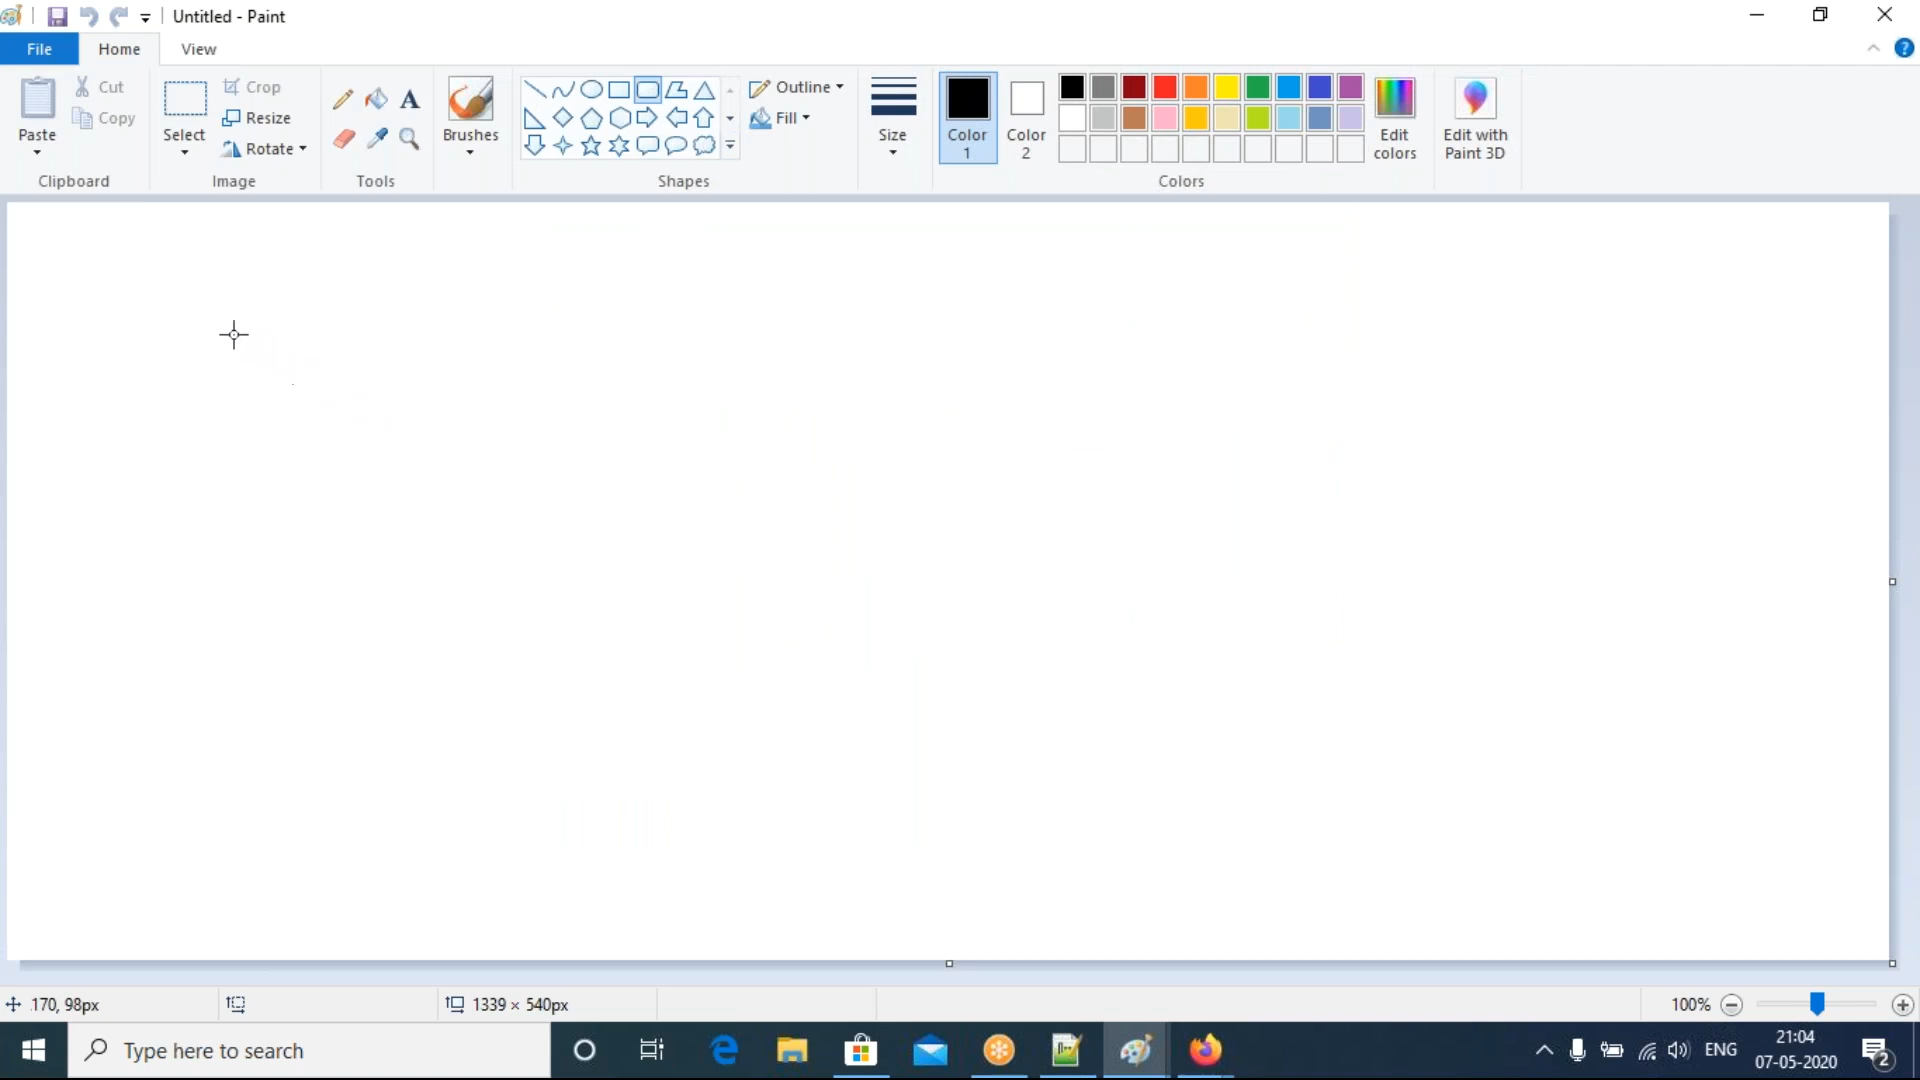 Untitled - Paint
File Home View
Paste Cut Copy Clipboard
Select Crop Resize Rotate Image
A
Tools
Brushes
Shapes
Outline Fill
Size
Color 1 Color 2
Colors
Edit colors
Edit with Paint 3D
170, 98px
1339 × 540px
100%
Type here to search
ENG
21:04
07-05-2020
2